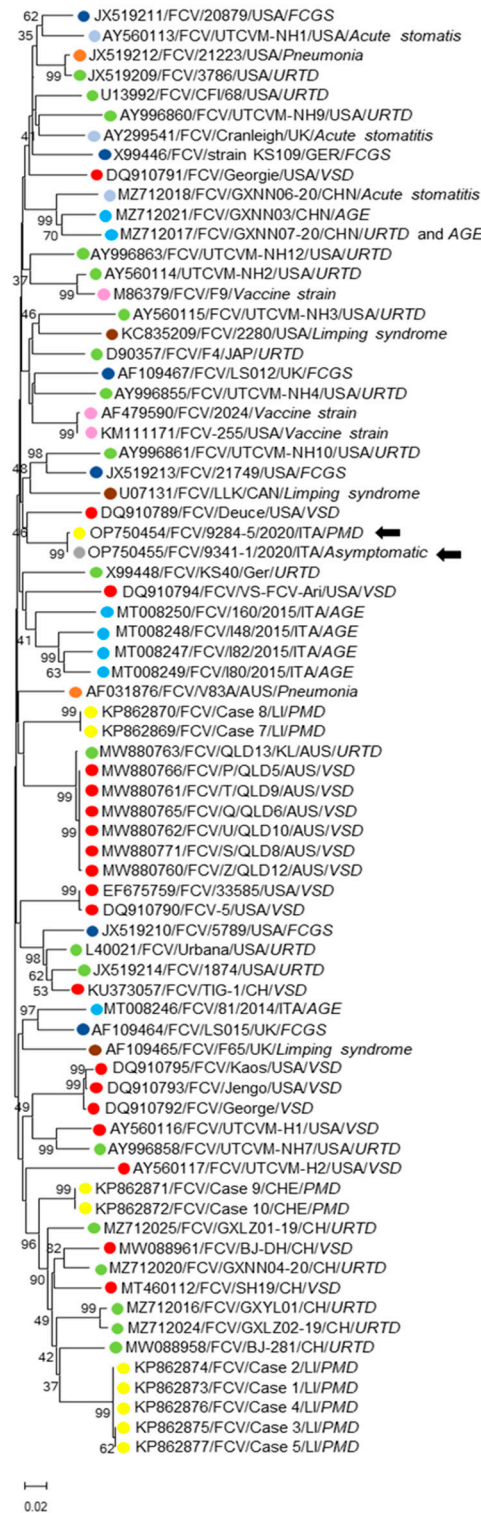 62
JX519211/FCV/20879/USA/FCGS
35
AY560113/FCV/UTCVM-NH1/USA/Acute stomatis
JX519212/FCV/21223/USA/Pneumonia
99
JX519209/FCV/3786/USA/URTD
U13992/FCV/CFI/68/USA/URTD
AY996860/FCV/UTCVM-NH9/USA/URTD
41
AY299541/FCV/Cranleigh/UK/Acute stomatitis
X99446/FCV/strain KS109/GER/FCGS
DQ910791/FCV/Georgie/USA/VSD
MZ712018/FCV/GXNN06-20/CHN/Acute stomatitis
99
MZ712021/FCV/GXNN03/CHN/AGE
70
MZ712017/FCV/GXNN07-20/CHN/URTD and AGE
AY996863/FCV/UTCVM-NH12/USA/URTD
37
AY560114/UTCVM-NH2/USA/URTD
99
M86379/FCV/F9/Vaccine strain
46
AY560115/FCV/UTCVM-NH3/USA/URTD
KC835209/FCV/2280/USA/Limping syndrome
D90357/FCV/F4/JAP/URTD
AF109467/FCV/LS012/UK/FCGS
AY996855/FCV/UTCVM-NH4/USA/URTD
AF479590/FCV/2024/Vaccine strain
99
KM111171/FCV-255/USA/Vaccine strain
98
AY996861/FCV/UTCVM-NH10/USA/URTD
48
JX519213/FCV/21749/USA/FCGS
U07131/FCV/LLK/CAN/Limping syndrome
DQ910789/FCV/Deuce/USA/VSD
46
OP750454/FCV/9284-5/2020/ITA/PMD
99
OP750455/FCV/9341-1/2020/ITA/Asymptomatic
X99448/FCV/KS40/Ger/URTD
DQ910794/FCV/VS-FCV-Ari/USA/VSD
MT008250/FCV/160/2015/ITA/AGE
41
MT008248/FCV/I48/2015/ITA/AGE
99
MT008247/FCV/I82/2015/ITA/AGE
63
MT008249/FCV/I80/2015/ITA/AGE
AF031876/FCV/V83A/AUS/Pneumonia
99
KP862870/FCV/Case 8/LI/PMD
KP862869/FCV/Case 7/LI/PMD
MW880763/FCV/QLD13/KL/AUS/URTD
MW880766/FCV/P/QLD5/AUS/VSD
MW880761/FCV/T/QLD9/AUS/VSD
99
MW880765/FCV/Q/QLD6/AUS/VSD
99
MW880762/FCV/U/QLD10/AUS/VSD
MW880771/FCV/S/QLD8/AUS/VSD
MW880760/FCV/Z/QLD12/AUS/VSD
99
EF675759/FCV/33585/USA/VSD
DQ910790/FCV-5/USA/VSD
JX519210/FCV/5789/USA/FCGS
98
L40021/FCV/Urbana/USA/URTD
62
JX519214/FCV/1874/USA/URTD
53
KU373057/FCV/TIG-1/CH/VSD
97
MT008246/FCV/81/2014/ITA/AGE
AF109464/FCV/LS015/UK/FCGS
AF109465/FCV/F65/UK/Limping syndrome
99
DQ910795/FCV/Kaos/USA/VSD
99
DQ910793/FCV/Jengo/USA/VSD
49
DQ910792/FCV/George/VSD
AY560116/FCV/UTCVM-H1/USA/VSD
99
AY996858/FCV/UTCVM-NH7/USA/URTD
AY560117/FCV/UTCVM-H2/USA/VSD
99
KP862871/FCV/Case 9/CHE/PMD
KP862872/FCV/Case 10/CHE/PMD
96
MZ712025/FCV/GXLZ01-19/CH/URTD
82
MW088961/FCV/BJ-DH/CH/VSD
90
MZ712020/FCV/GXNN04-20/CH/URTD
MT460112/FCV/SH19/CH/VSD
49
99
MZ712016/FCV/GXYL01/CH/URTD
MZ712024/FCV/GXLZ02-19/CH/URTD
42
MW088958/FCV/BJ-281/CH/URTD
37
KP862874/FCV/Case 2/LI/PMD
KP862873/FCV/Case 1/LI/PMD
99
KP862876/FCV/Case 4/LI/PMD
KP862875/FCV/Case 3/LI/PMD
62
KP862877/FCV/Case 5/LI/PMD
0.02